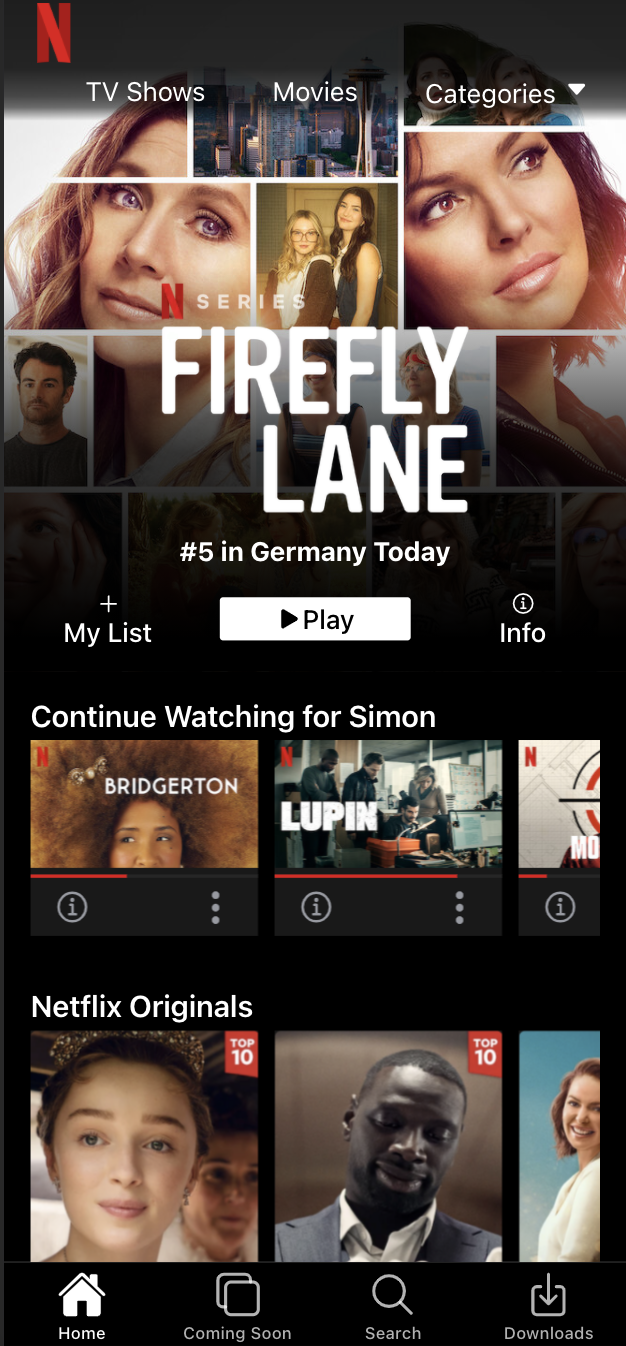 N
TV Shows
Movies
Categories
N SERIES
FIREFLY
LANE
#5 in Germany Today
My List
Play
Info
Continue Watching for Simon
N
BRIDGERTON
N
LUPIN
N
MO
Netflix Originals
TOP
10
TOP
10
Home
Coming Soon
Search
Downloads